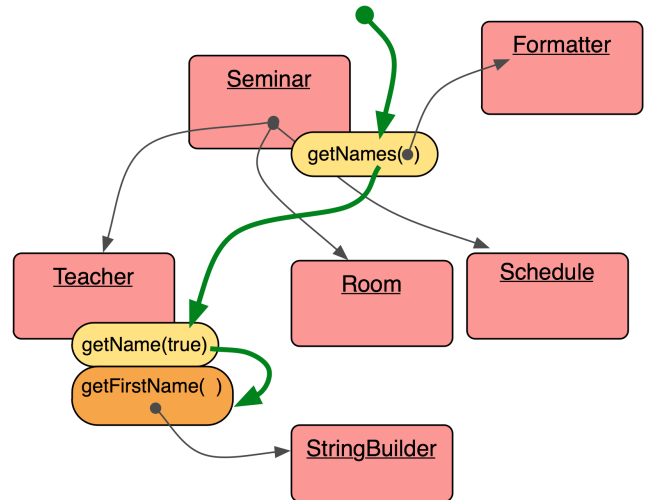 Formatter
Seminar
getNames( )
Teacher
Room
Schedule
getName(true)
getFirstName( )
StringBuilder